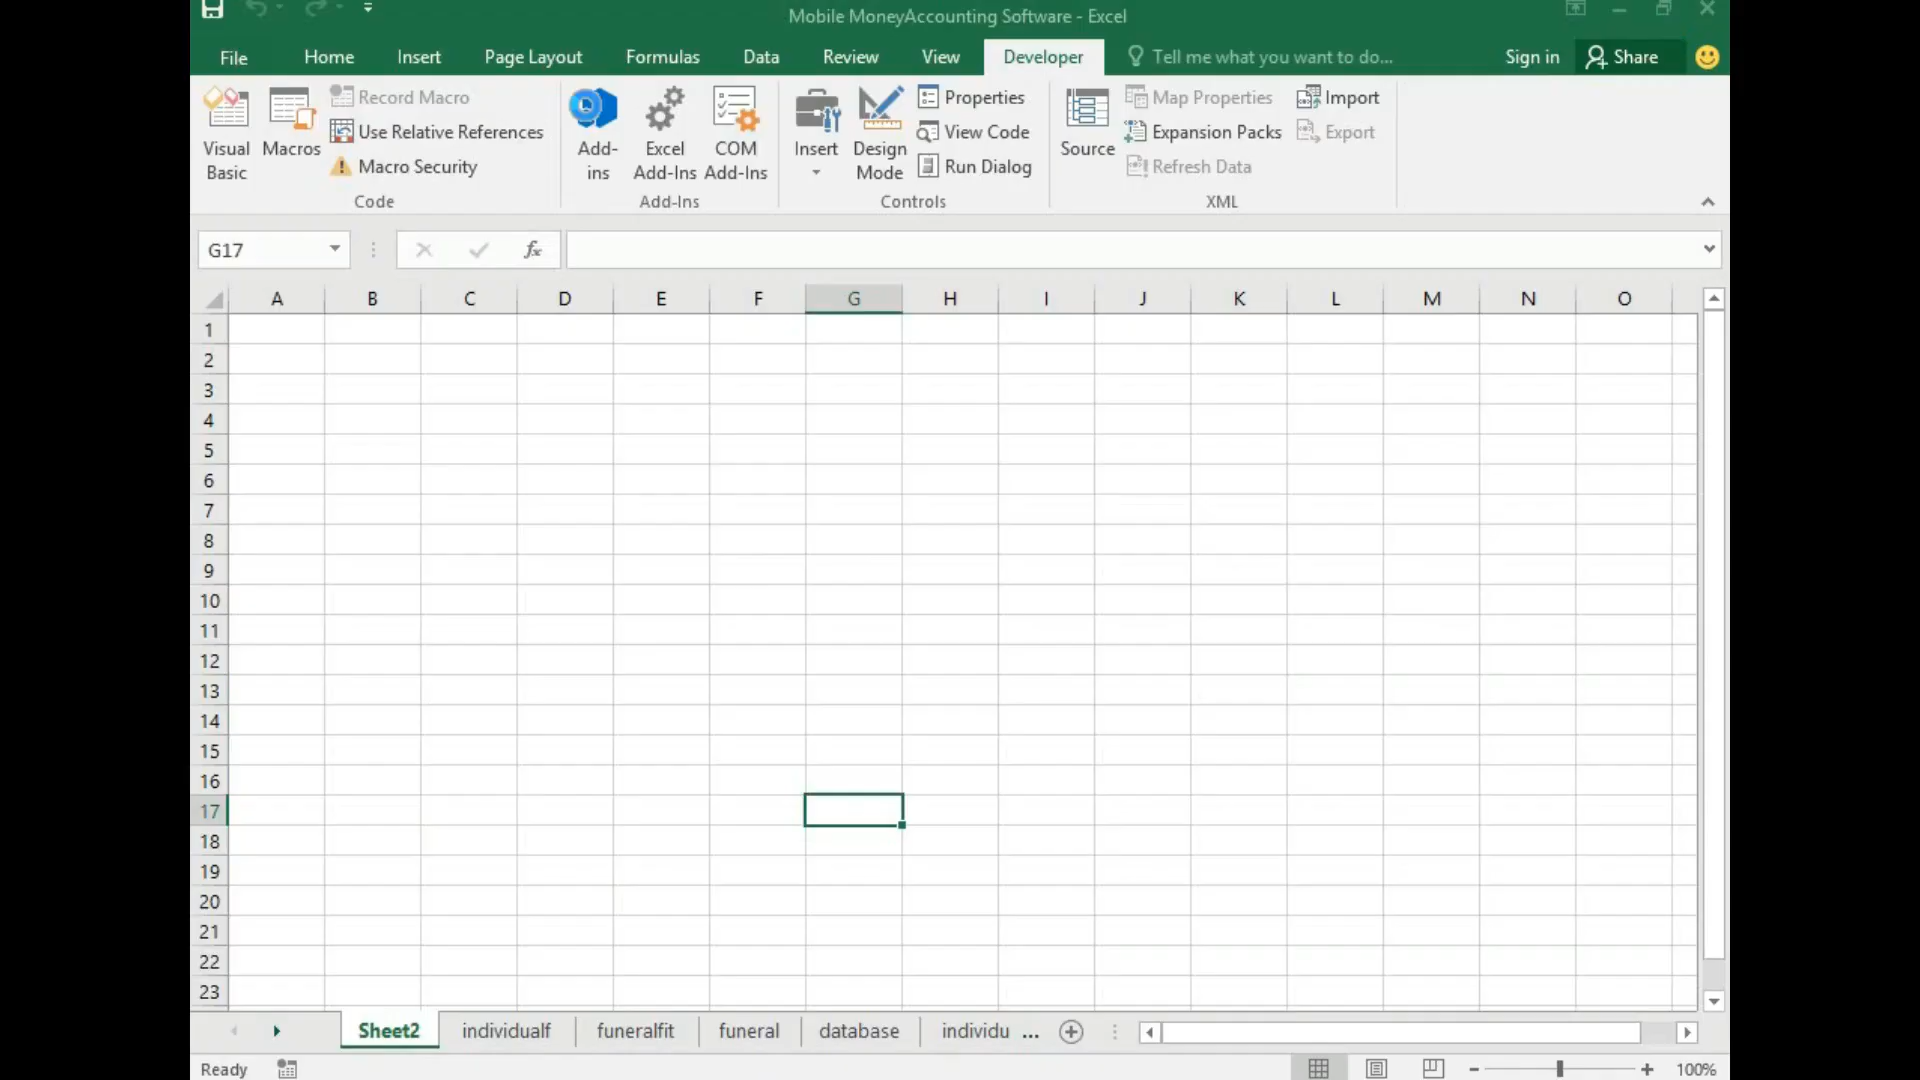 Mobile MoneyAccounting Software - Excel
File Home Insert Page Layout Formulas Data Review View Developer Tell me what you want to do... Sign in Share
Visual Basic
Macros
Record Macro
Use Relative References
Macro Security
Code
Add-ins
Excel Add-Ins
COM Add-Ins
Add-Ins
Insert
Design Mode
Properties
View Code
Run Dialog
Controls
Source
Map Properties
Expansion Packs
Refresh Data
Import
Export
XML
G17 fx
A B C D E F G H I J K L M N O
1
2
3
4
5
6
7
8
9
10
11
12
13
14
15
16
17
18
19
20
21
22
23
Sheet2 individualf funeralfit funeral database individu ...
Ready 100%